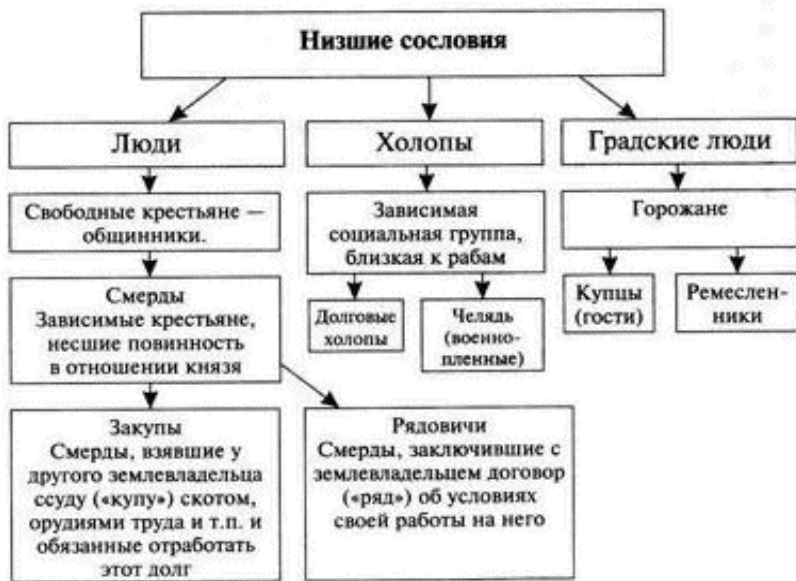 Низшие сословия
Люди
Холопы
Градские люди
Свободные крестьяне —
общинники.
Зависимая
социальная группа,
близкая к рабам
Горожане
Смерды
Зависимые крестьяне,
несшие повинность
в отношении князя
Долговые
холопы
Челядь
(военно-
пленные)
Купцы
(гости)
Ремеслен-
ники
Закупы
Смерды, взявшие у
другого землевладельца
ссуду («купу») скотом,
орудиями труда и т.п. и
обязанные отработать
этот долг
Рядовичи
Смерды, заключившие с
землевладельцем договор
(«ряд») об условиях
своей работы на него